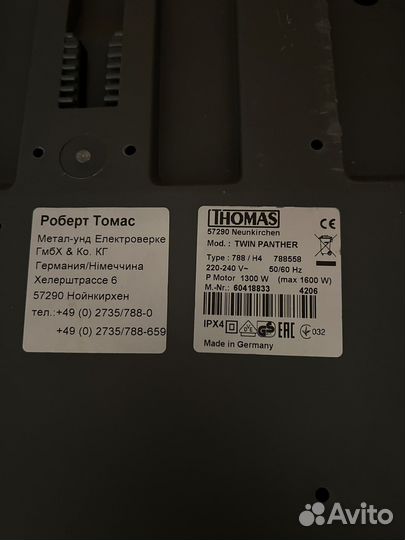 Роберт Томас
Метал-унд Електроверке
ГмбХ & Ко. КГ
Германия/Німеччина
Хелерштрассе 6
57290 Нойнкирхен
тел.:+49 (0) 2735/788-0
+49 (0) 2735/788-659
THOMAS
57290 Neunkirchen
Mod.: TWIN PANTHER
Type: 788 / H4 788558
220-240 V~ 50/60 Hz
P Motor 1300 W (max 1600 W)
M.-Nr.: 60418833 4206
IPX4 GS EAC 032
Made in Germany
CE
Avito